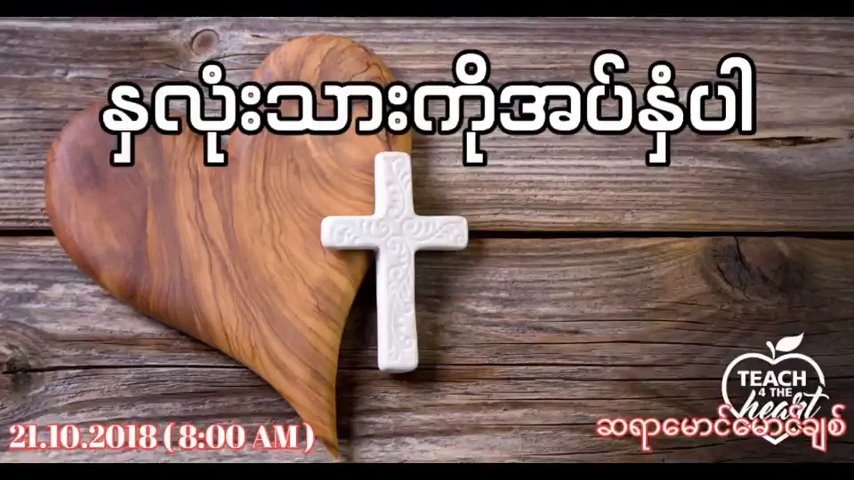 နှလုံးသားကိုအပ်နှံပါ
TEACH
4 THE
heart
21.10.2018 (8:00 AM)
ဆရာမောင်မောင်ချစ်